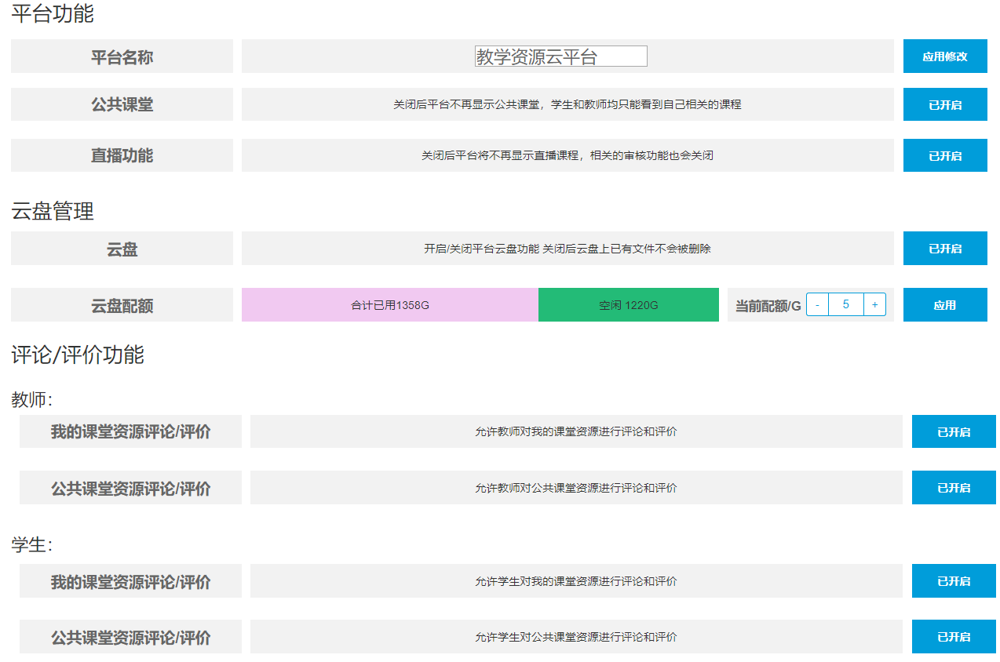 平台功能
平台名称 教学资源云平台 应用修改
公共课堂 关闭后平台不再显示公共课堂，学生和教师均只能看到自己相关的课程 已开启
直播功能 关闭后平台将不再显示直播课程，相关的审核功能也会关闭 已开启
云盘管理
云盘 开启/关闭平台云盘功能 关闭后云盘上已有文件不会被删除 已开启
云盘配额 合计已用1358G 空闲 1220G 当前配额/G - 5 + 应用
评论/评价功能
教师：
我的课堂资源评论/评价 允许教师对我的课堂资源进行评论和评价 已开启
公共课堂资源评论/评价 允许教师对公共课堂资源进行评论和评价 已开启
学生：
我的课堂资源评论/评价 允许学生对我的课堂资源进行评论和评价 已开启
公共课堂资源评论/评价 允许学生对公共课堂资源进行评论和评价 已开启